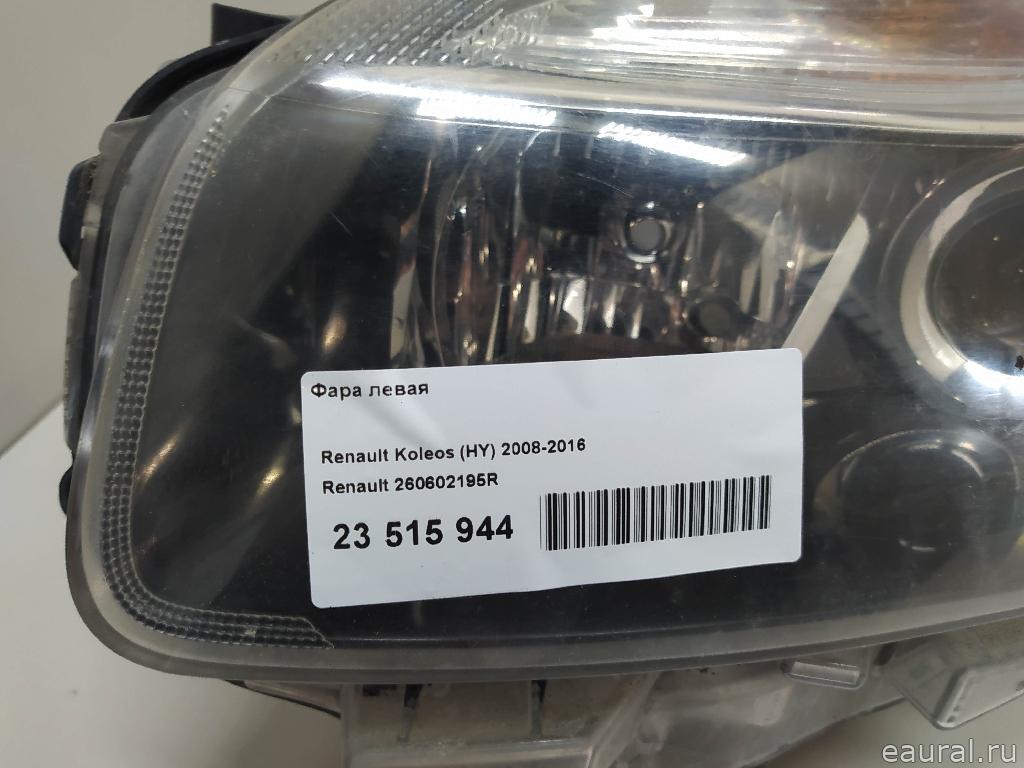 Фара левая
Renault Koleos (HY) 2008-2016
Renault 260602195R
23 515 944
eaural.ru